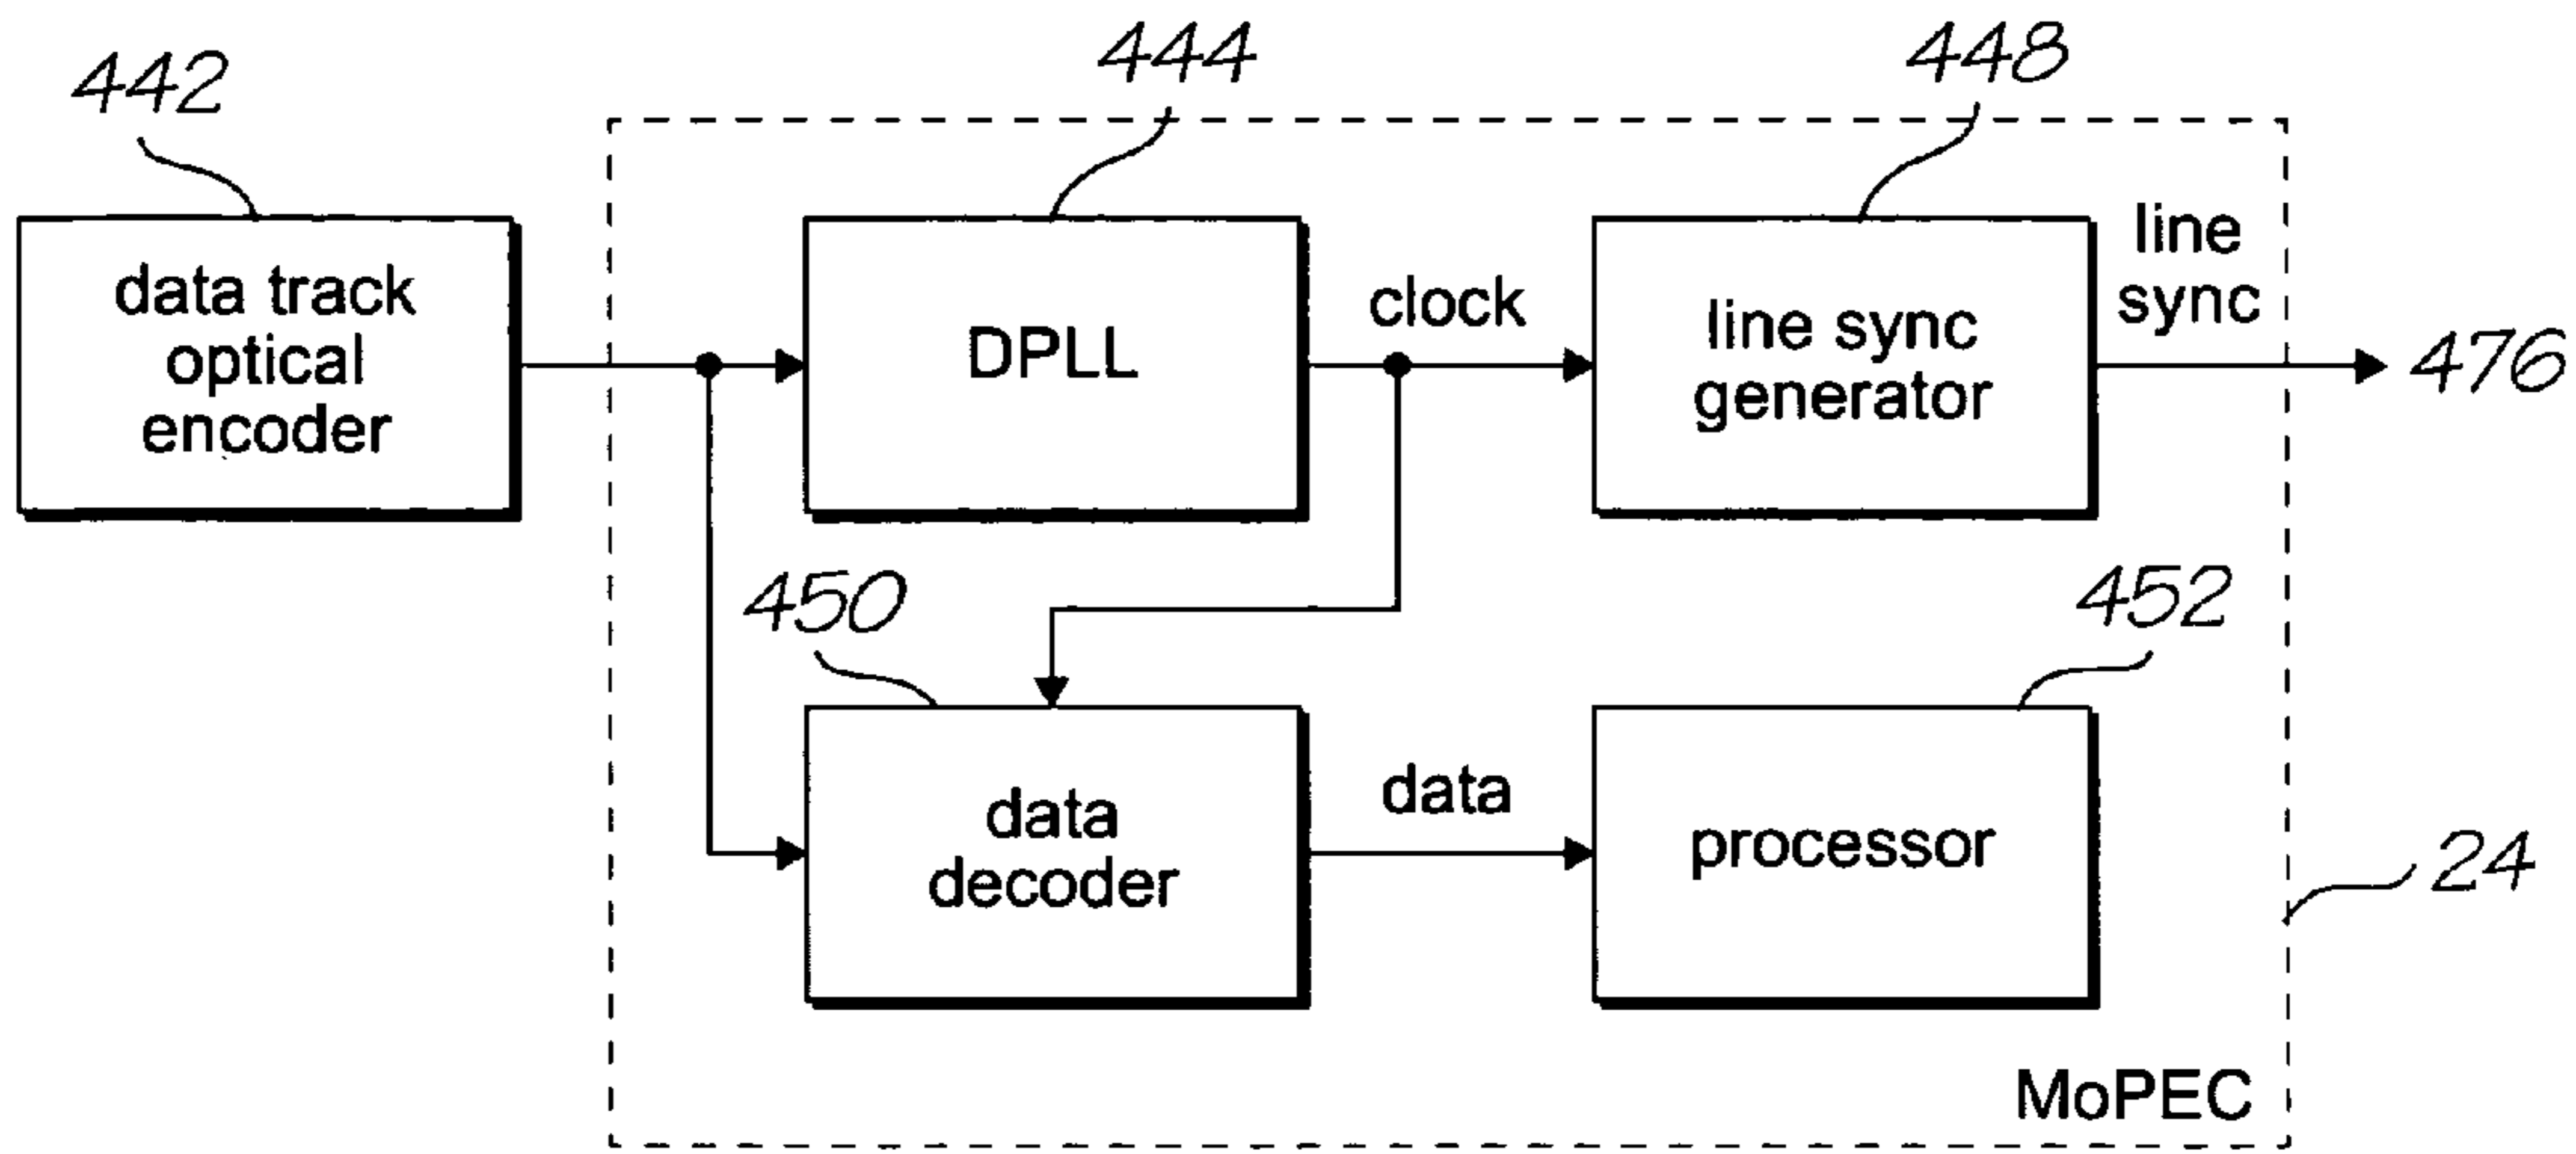 442
444
448
data track
optical
encoder
DPLL
clock
line sync
generator
line
sync
476
450
452
data
decoder
data
processor
24
MoPEC